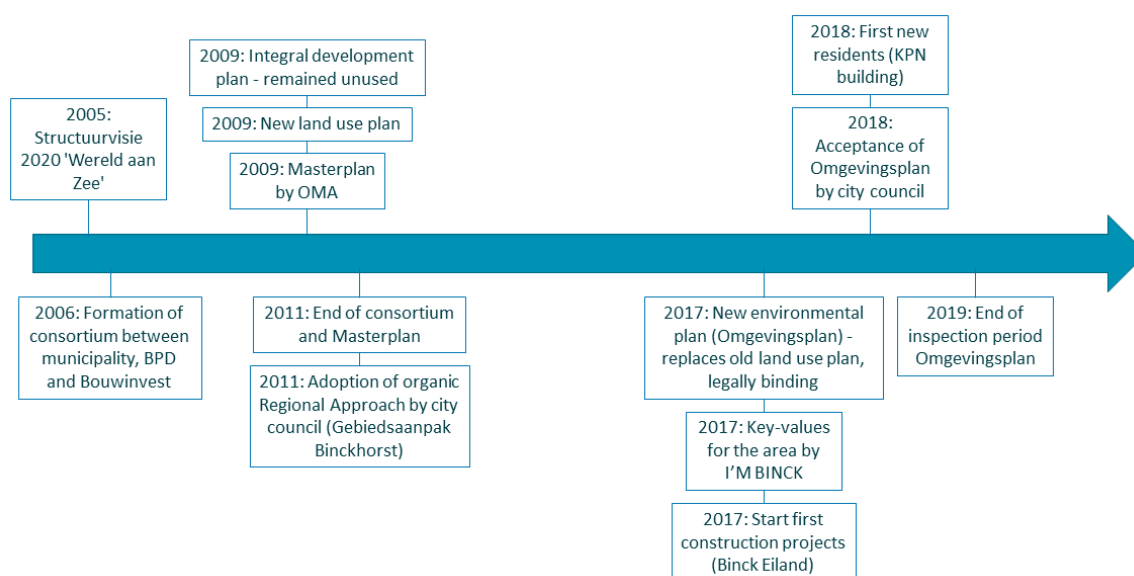 2005:
Structuurvisie
2020 'Wereld aan
Zee'
2009: Integral development
plan - remained unused
2009: New land use plan
2009: Masterplan
by OMA
2018: First new
residents (KPN
building)
2018:
Acceptance of
Omgevingsplan
by city council
2006: Formation of
consortium between
municipality, BPD
and Bouwinvest
2011: End of consortium
and Masterplan
2011: Adoption of organic
Regional Approach by city
council (Gebiedsaanpak
Binckhorst)
2017: New environmental
plan (Omgevingsplan) -
replaces old land use plan,
legally binding
2017: Key-values
for the area by
I'M BINCK
2017: Start first
construction projects
(Binck Eiland)
2019: End of
inspection period
Omgevingsplan